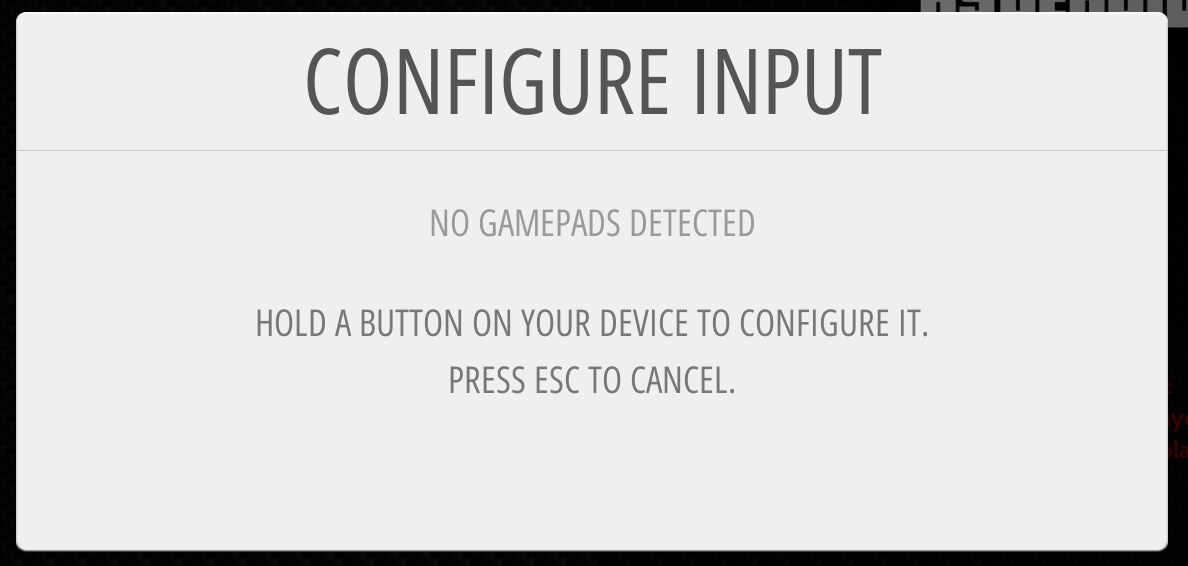 CONFIGURE INPUT
NO GAMEPADS DETECTED
HOLD A BUTTON ON YOUR DEVICE TO CONFIGURE IT.
PRESS ESC TO CANCEL.